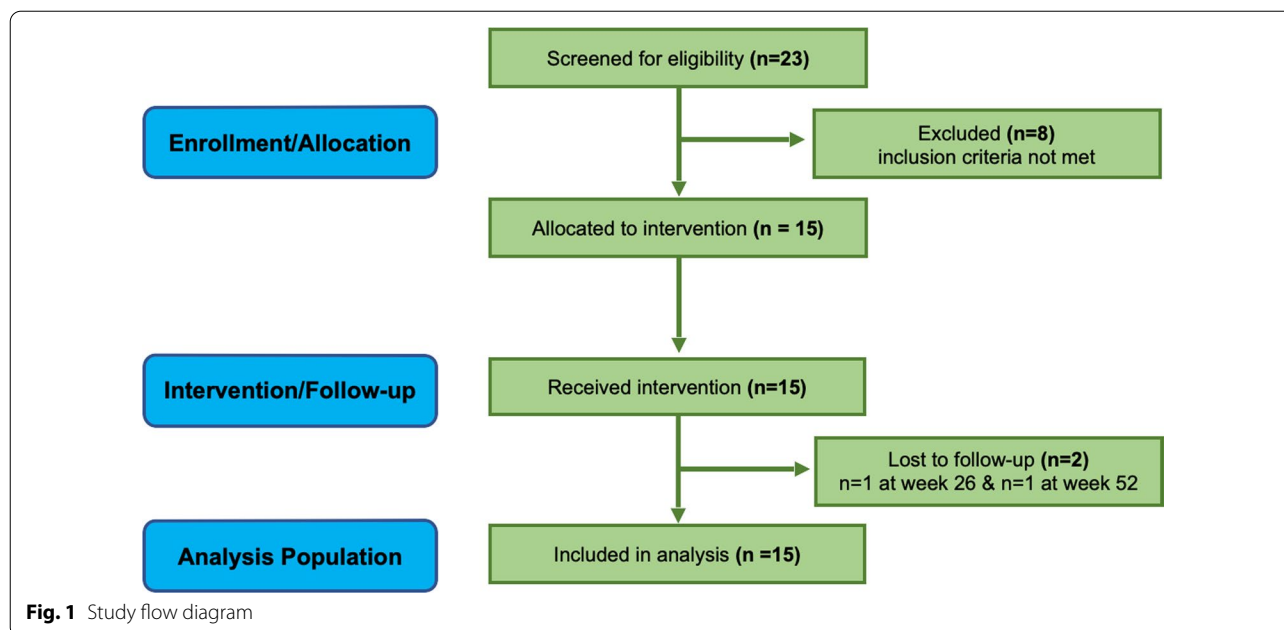 Screened for eligibility (n=23)
Enrollment/Allocation
Excluded (n=8)
inclusion criteria not met
Allocated to intervention (n = 15)
Intervention/Follow-up
Received intervention (n=15)
Lost to follow-up (n=2)
n=1 at week 26 & n=1 at week 52
Analysis Population
Included in analysis (n =15)
Fig. 1 Study flow diagram